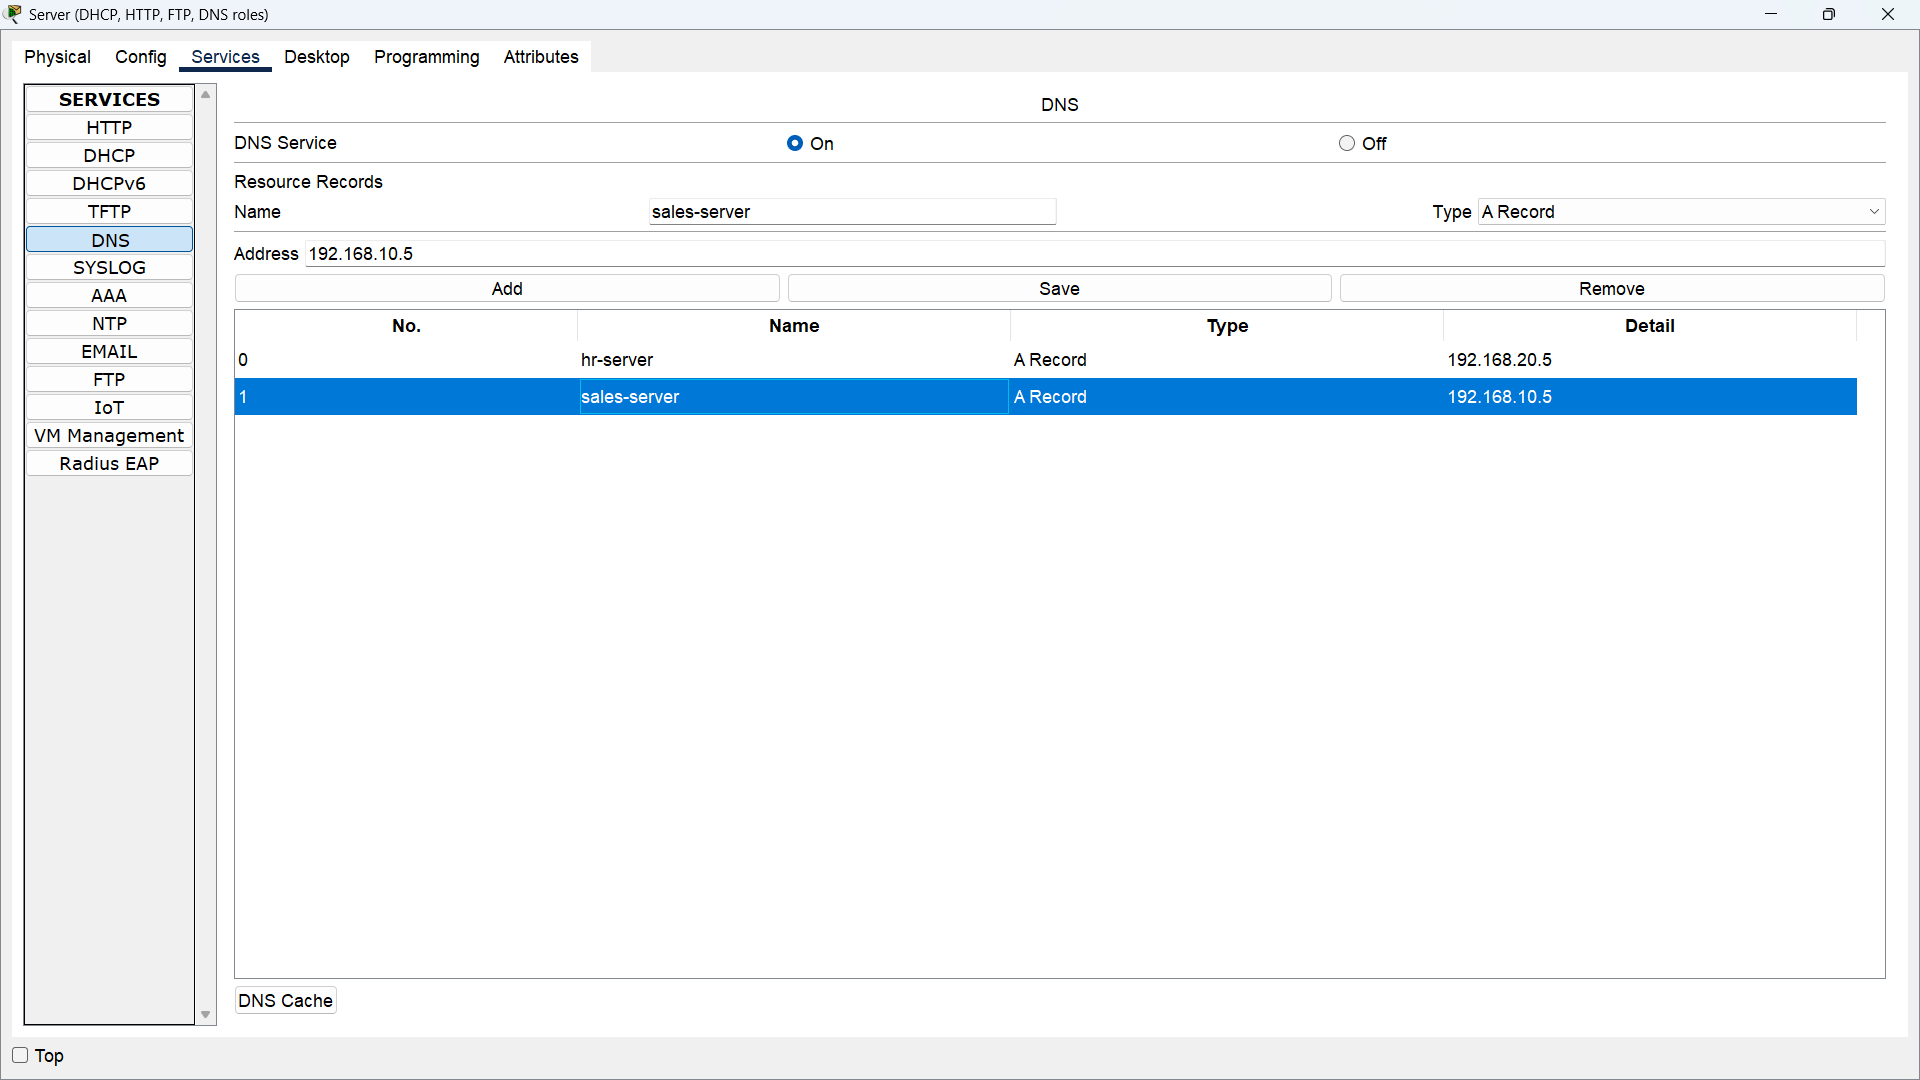 Server (DHCP, HTTP, FTP, DNS roles)
Physical Config Services Desktop Programming Attributes
SERVICES
HTTP
DHCP
DHCPv6
TFTP
DNS
SYSLOG
AAA
NTP
EMAIL
FTP
IoT
VM Management
Radius EAP
DNS
DNS Service On Off
Resource Records
Name sales-server Type A Record
Address 192.168.10.5
Add Save Remove
No. Name Type Detail
0 hr-server A Record 192.168.20.5
1 sales-server A Record 192.168.10.5
DNS Cache
Top